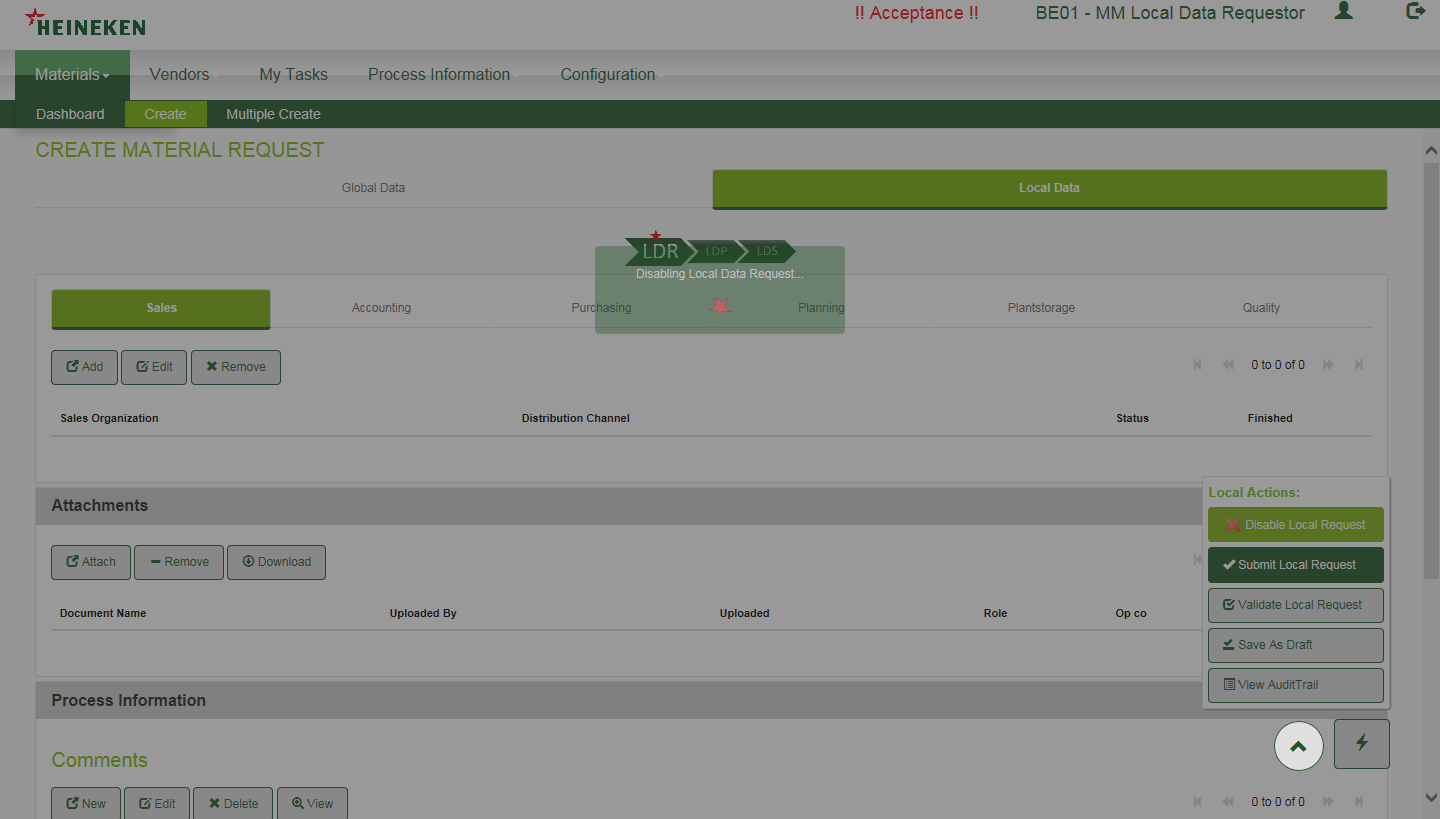 HEINEKEN
!! Acceptance !!
BE01 - MM Local Data Requestor
Materials
Vendors
My Tasks
Process Information
Configuration
Dashboard
Create
Multiple Create
CREATE MATERIAL REQUEST
Global Data
Local Data
LDR
LDP
LDS
Disabling Local Data Request...
Sales
Accounting
Purchasing
Planning
Plantstorage
Quality
Add
Edit
Remove
0 to 0 of 0
Sales Organization
Distribution Channel
Status
Finished
Attachments
Attach
Remove
Download
Document Name
Uploaded By
Uploaded
Role
Op co
Local Actions:
Disable Local Request
Submit Local Request
Validate Local Request
Save As Draft
View AuditTrail
Process Information
Comments
New
Edit
Delete
View
0 to 0 of 0